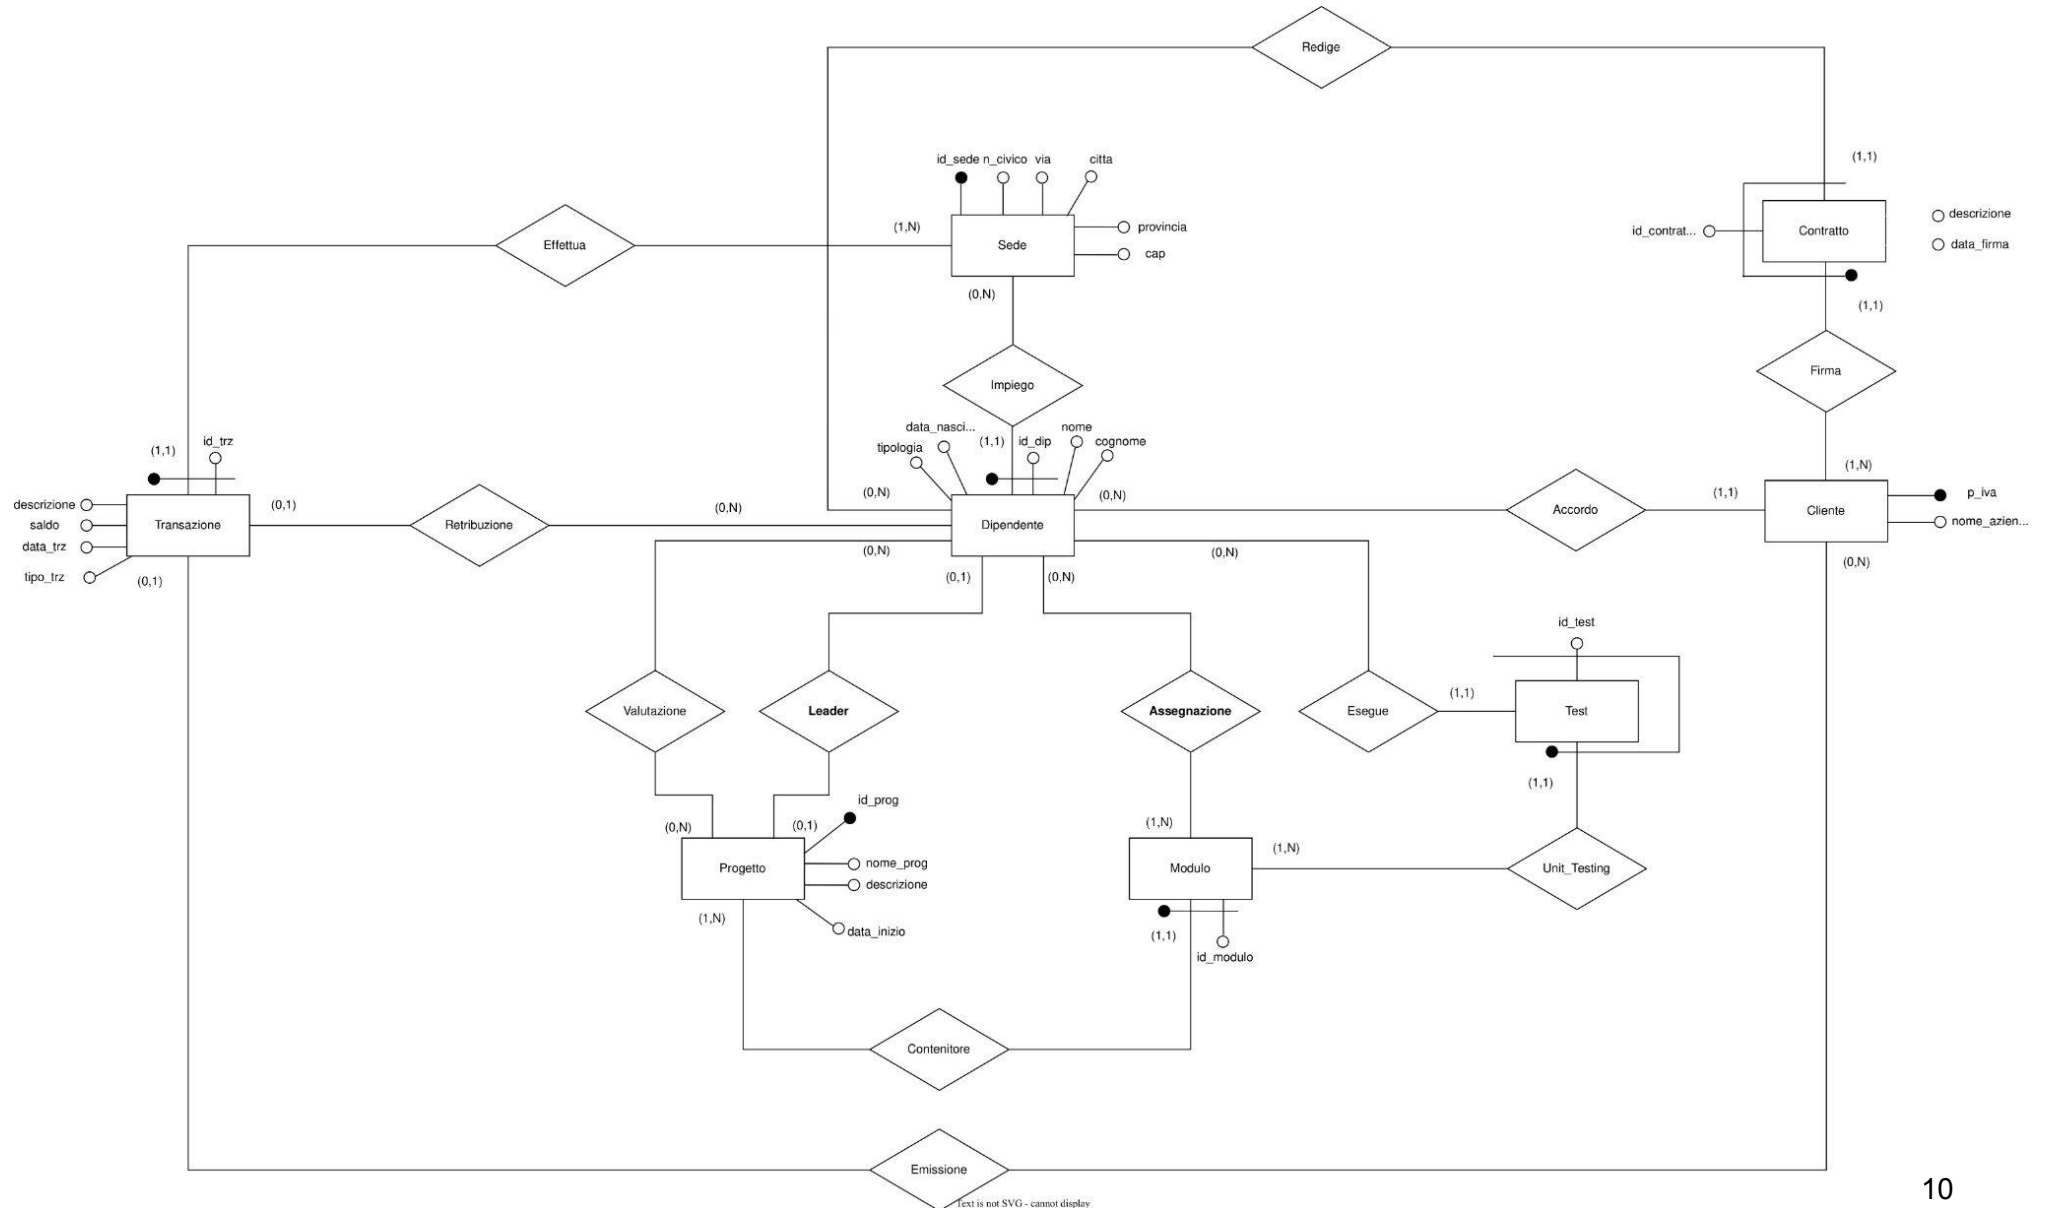 Redige
(1,1)
id_sede n_civico via citta
descrizione
(1,N)
provincia
id_contrat...
Contratto
Effettua
Sede
data_firma
cap
(0,N)
(1,1)
Firma
Impiego
data_nasci...
nome
id_trz
(1,1)
id_dip
cognome
(1,1)
tipologia
(1,N)
(0,N)
(0,N)
(1,1)
p_iva
descrizione
(0,1)
(0,N)
Accordo
Cliente
saldo
Transazione
Retribuzione
Dipendente
nome_azien...
data_trz
(0,N)
(0,N)
(0,N)
tipo_trz
(0,1)
(0,1)
(0,N)
id_test
(1,1)
Valutazione
Leader
Assegnazione
Esegue
Test
(1,1)
id_prog
(0,N)
(0,1)
(1,N)
(1,N)
nome_prog
Progetto
Modulo
Unit_Testing
descrizione
(1,N)
data_inizio
(1,1)
id_modulo
Contenitore
Emissione
10
Text is not SVG - cannot display